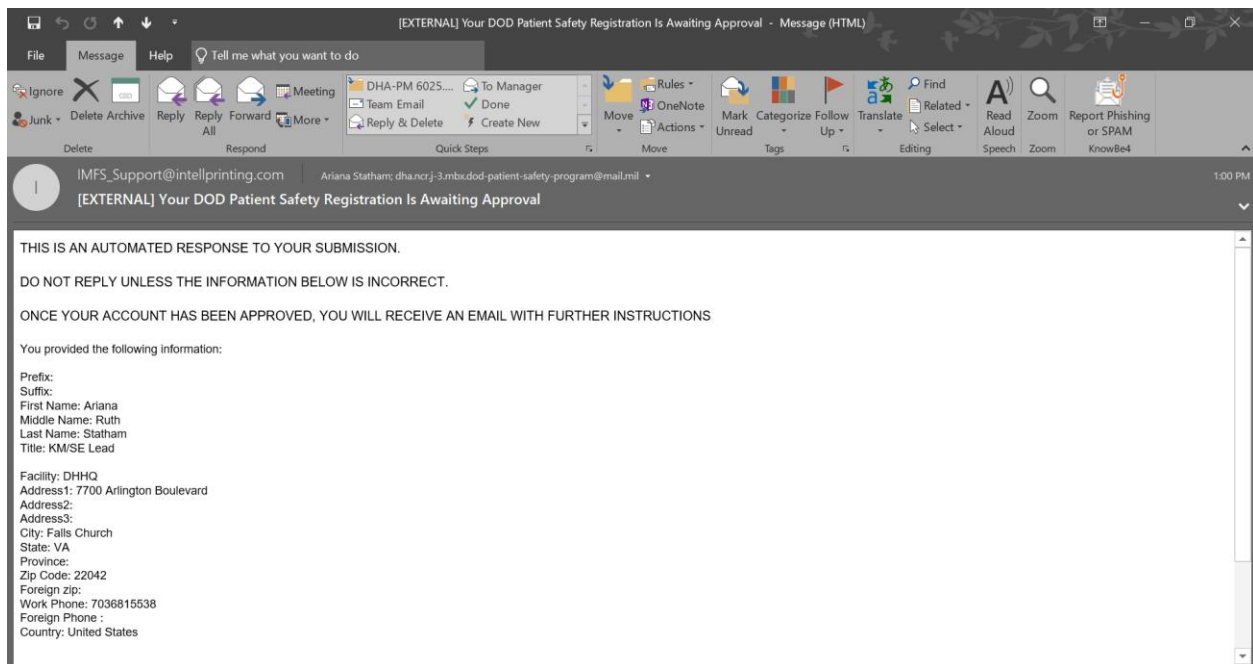 [EXTERNAL] Your DOD Patient Safety Registration Is Awaiting Approval - Message (HTML)
File Message Help Tell me what you want to do
Ignore
Junk
Delete Archive
Reply Reply All Forward
Meeting
More
DHA-PM 6025....
Team Email
Reply & Delete
To Manager
Done
Create New
Move
Rules
OneNote
Actions
Mark Unread
Categorize
Follow Up
Translate
Find
Related
Select
Read Aloud
Zoom
Report Phishing or SPAM
Delete Respond Quick Steps Move Tags Editing Speech Zoom KnowBe4
I
IMFS_Support@intellprinting.com Ariana Statham; dha.ncr.j-3.mbx.dod-patient-safety-program@mail.mil 1:00 PM
[EXTERNAL] Your DOD Patient Safety Registration Is Awaiting Approval
THIS IS AN AUTOMATED RESPONSE TO YOUR SUBMISSION.
DO NOT REPLY UNLESS THE INFORMATION BELOW IS INCORRECT.
ONCE YOUR ACCOUNT HAS BEEN APPROVED, YOU WILL RECEIVE AN EMAIL WITH FURTHER INSTRUCTIONS
You provided the following information:
Prefix:
Suffix:
First Name: Ariana
Middle Name: Ruth
Last Name: Statham
Title: KM/SE Lead
Facility: DHHQ
Address1: 7700 Arlington Boulevard
Address2:
Address3:
City: Falls Church
State: VA
Province:
Zip Code: 22042
Foreign zip:
Work Phone: 7036815538
Foreign Phone :
Country: United States